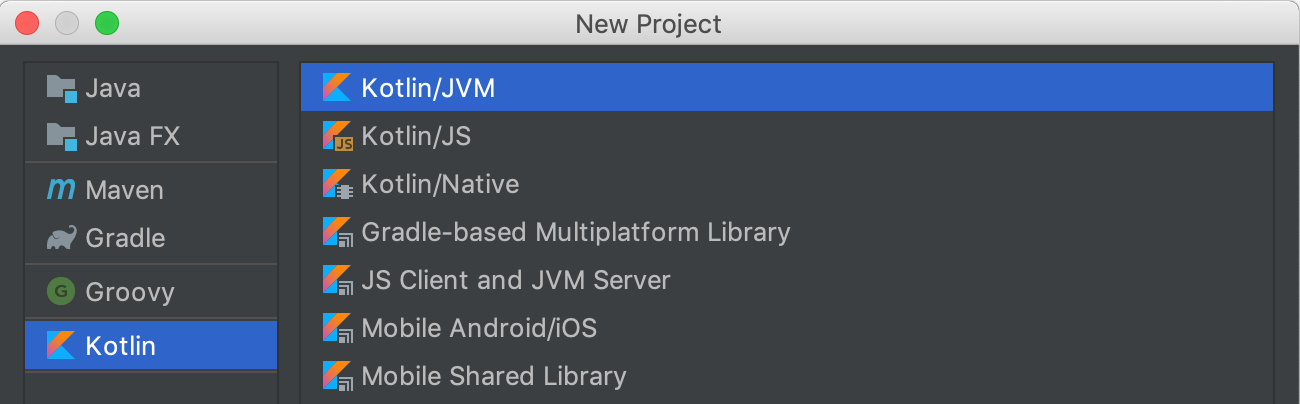 New Project
Java
Java FX
Maven
Gradle
Groovy
Kotlin
Kotlin/JVM
Kotlin/JS
Kotlin/Native
Gradle-based Multiplatform Library
JS Client and JVM Server
Mobile Android/iOS
Mobile Shared Library